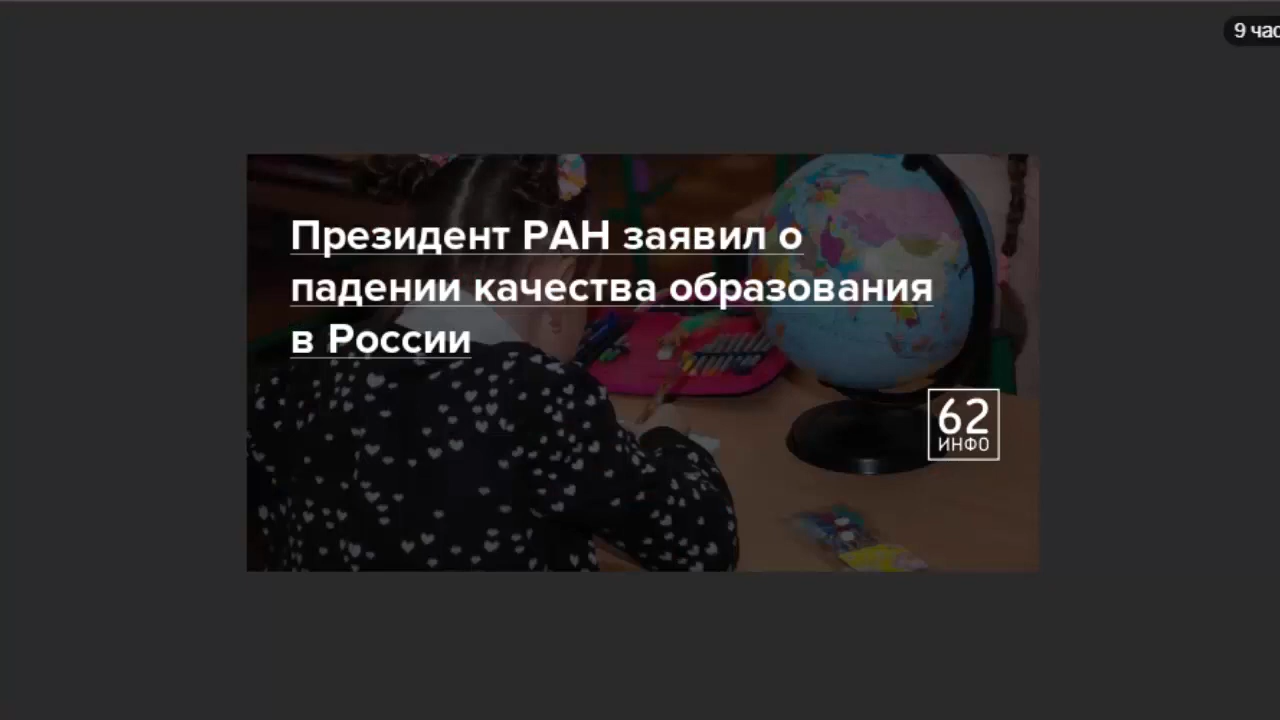 9 час
Президент РАН заявил о
падении качества образования
в России
62
ИНФО